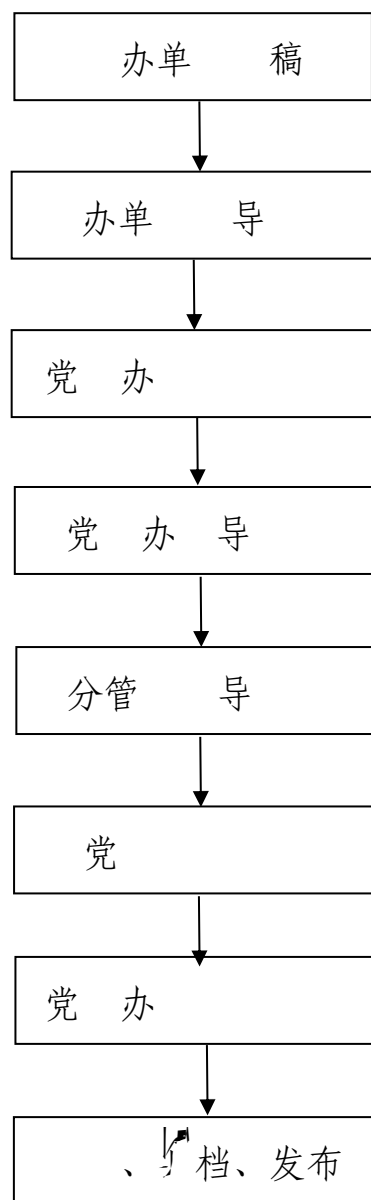 办单 稿
办单 导
党 办
党 办 导
分管 导
党
党 办
、 档、发布